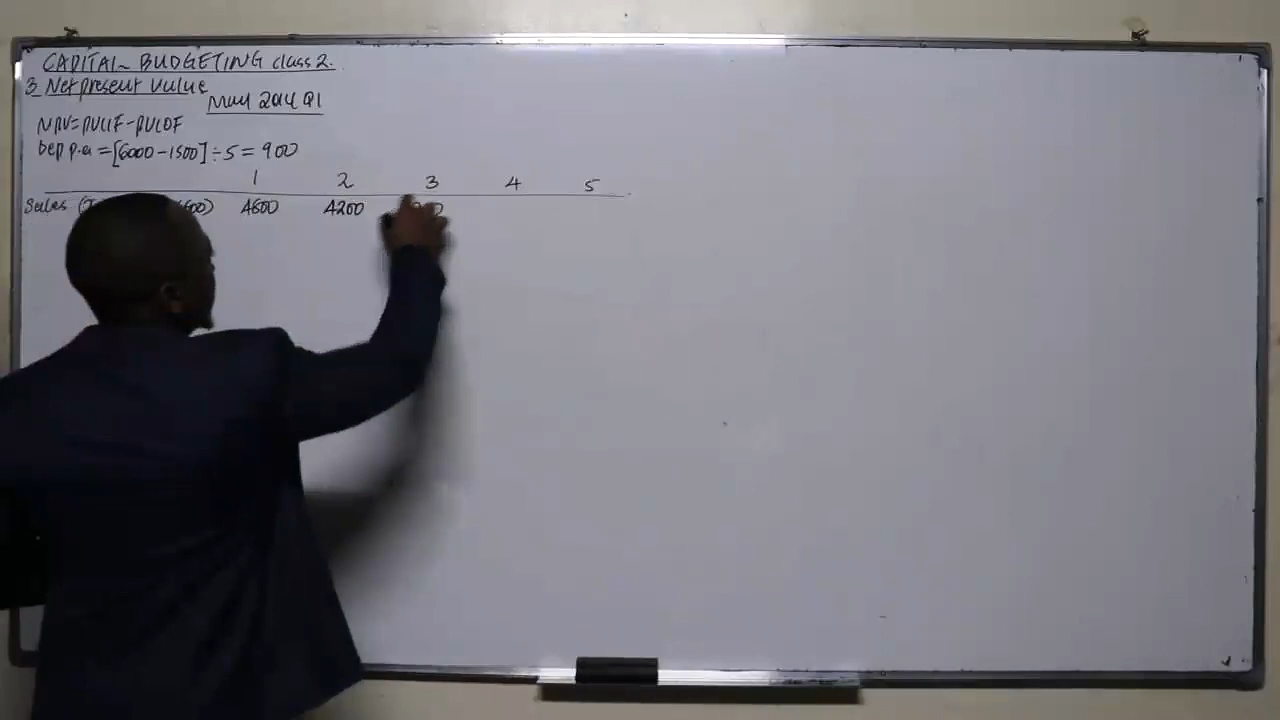 CAPITAL BUDGETING class 2.
3. Net present value
May 2014 Q1
NPV = PVCIF - PVCOF
Dep p.a = [6000 - 1500] ÷ 5 = 900
1 2 3 4 5
Sales 4600 4200